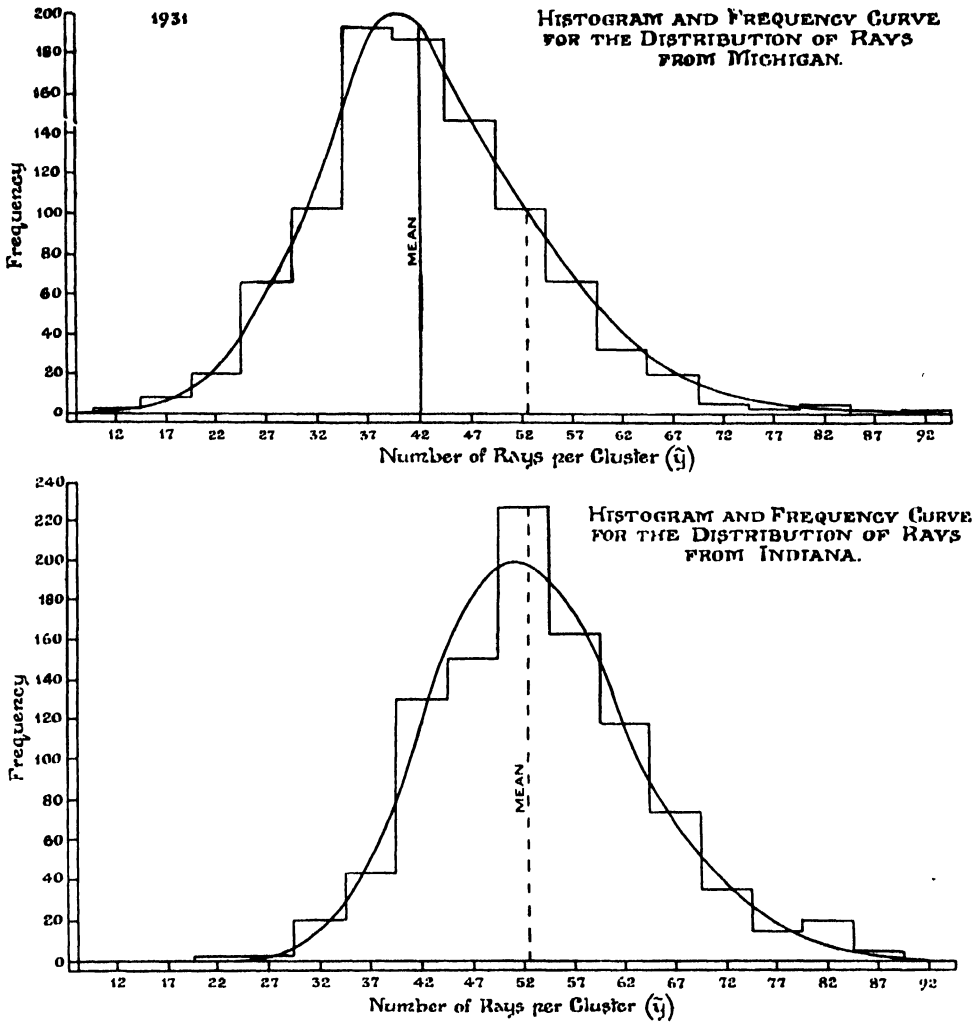 1931
HISTOGRAM AND FREQUENCY CURVE
FOR THE DISTRIBUTION OF RAYS
FROM MICHIGAN.
200
180
160
140
120
100
80
60
40
20
0
Frequency
MEAN
12 17 22 27 32 37 42 47 52 57 62 67 72 77 82 87 92
Number of Rays per Cluster (ỹ)
HISTOGRAM AND FREQUENCY CURVE
FOR THE DISTRIBUTION OF RAYS
FROM INDIANA.
240
220
200
180
160
140
120
100
80
60
40
20
0
Frequency
MEAN
12 17 22 27 32 37 42 47 52 57 62 67 72 77 82 87 92
Number of Rays per Cluster (ỹ)